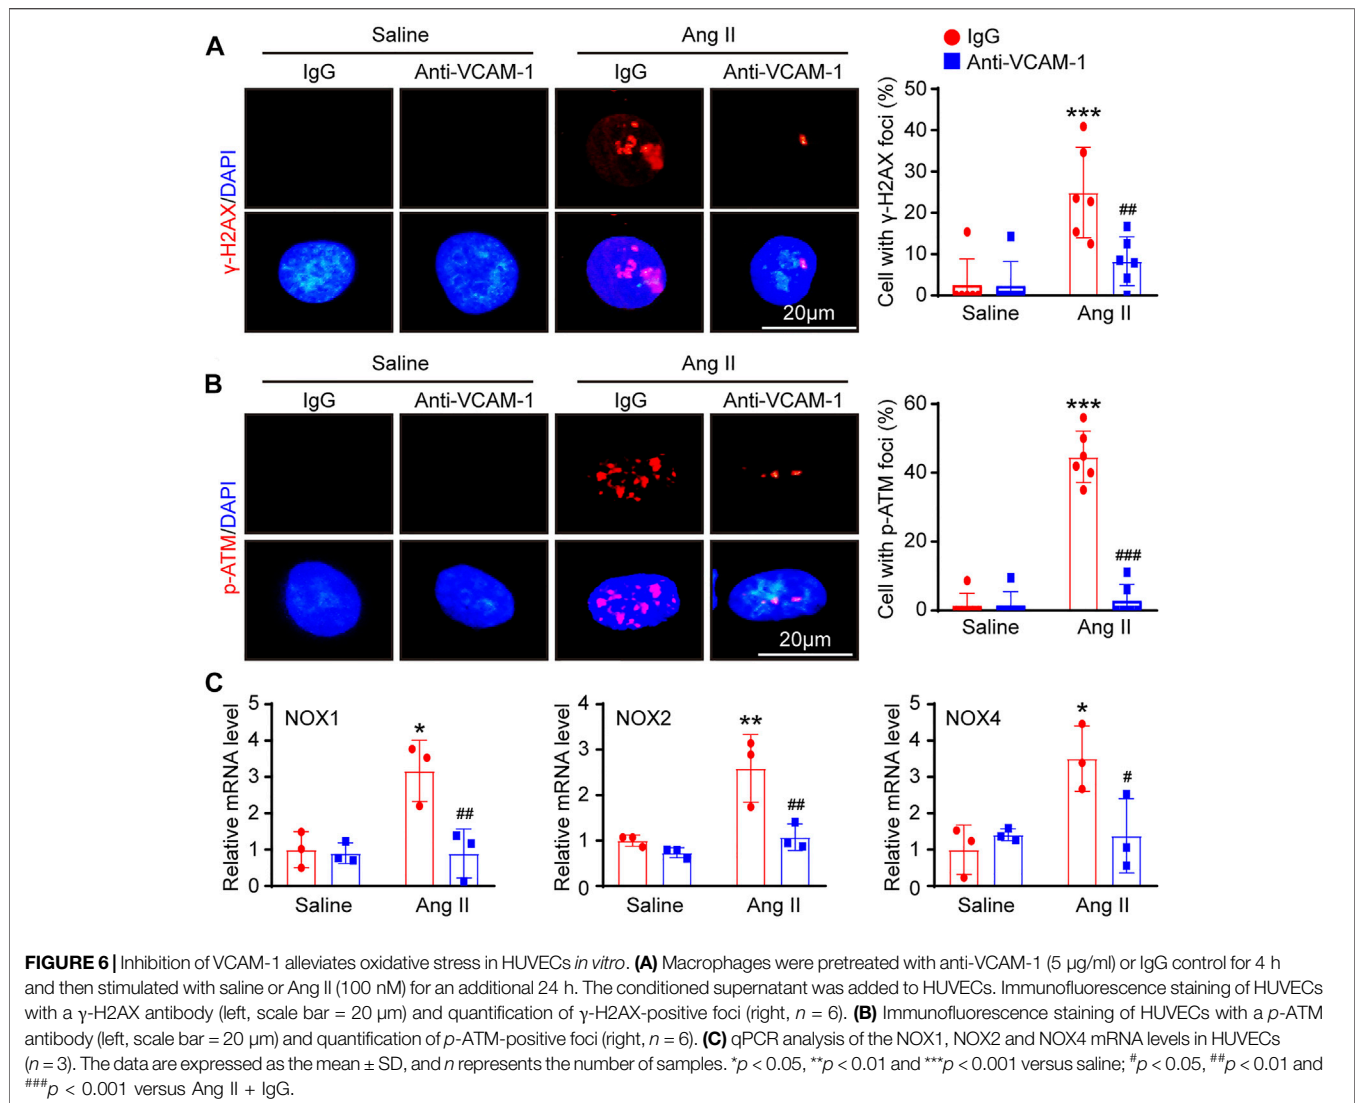 A
Saline
Ang II
IgG
Anti-VCAM-1
IgG
Anti-VCAM-1
γ-H2AX/DAPI
20μm
IgG
Anti-VCAM-1
Cell with γ-H2AX foci (%)
50
40
30
20
10
0
***
##
Saline
Ang II
B
Saline
Ang II
IgG
Anti-VCAM-1
IgG
Anti-VCAM-1
p-ATM/DAPI
20μm
Cell with p-ATM foci (%)
60
40
20
0
***
###
Saline
Ang II
C
Relative mRNA level
5
4
3
2
1
0
NOX1
*
##
Saline
Ang II
Relative mRNA level
4
3
2
1
0
NOX2
**
##
Saline
Ang II
Relative mRNA level
5
4
3
2
1
0
NOX4
*
#
Saline
Ang II
FIGURE 6 | Inhibition of VCAM-1 alleviates oxidative stress in HUVECs in vitro. (A) Macrophages were pretreated with anti-VCAM-1 (5 μg/ml) or IgG control for 4 h
and then stimulated with saline or Ang II (100 nM) for an additional 24 h. The conditioned supernatant was added to HUVECs. Immunofluorescence staining of HUVECs
with a γ-H2AX antibody (left, scale bar = 20 μm) and quantification of γ-H2AX-positive foci (right, n = 6). (B) Immunofluorescence staining of HUVECs with a p-ATM
antibody (left, scale bar = 20 μm) and quantification of p-ATM-positive foci (right, n = 6). (C) qPCR analysis of the NOX1, NOX2 and NOX4 mRNA levels in HUVECs
(n = 3). The data are expressed as the mean ± SD, and n represents the number of samples. *p < 0.05, **p < 0.01 and ***p < 0.001 versus saline; #p < 0.05, ##p < 0.01 and
###p < 0.001 versus Ang II + IgG.